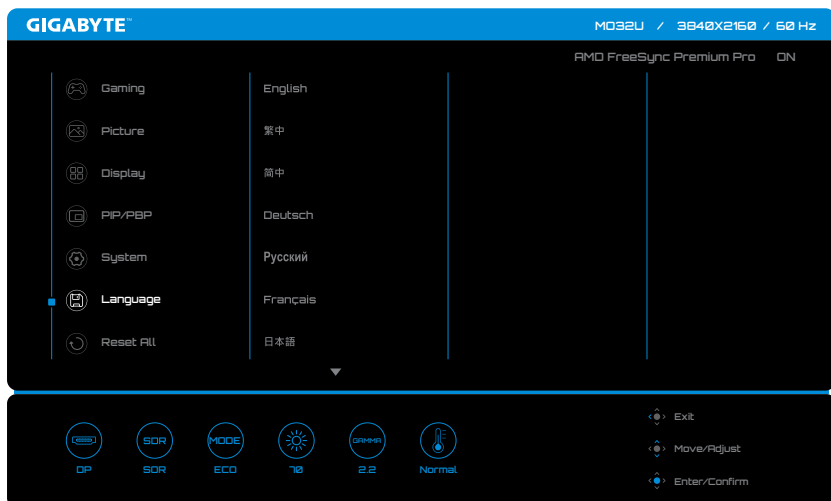 GIGABYTE™
MO32U / 3840X2160 / 60 Hz
AMD FreeSync Premium Pro ON
Gaming
English
Picture
繁中
Display
简中
PIP/PBP
Deutsch
System
Русский
Language
Français
Reset All
日本語
SDR
MODE
GAMMA
DP
SDR
ECO
70
2.2
Normal
Exit
Move/Adjust
Enter/Confirm